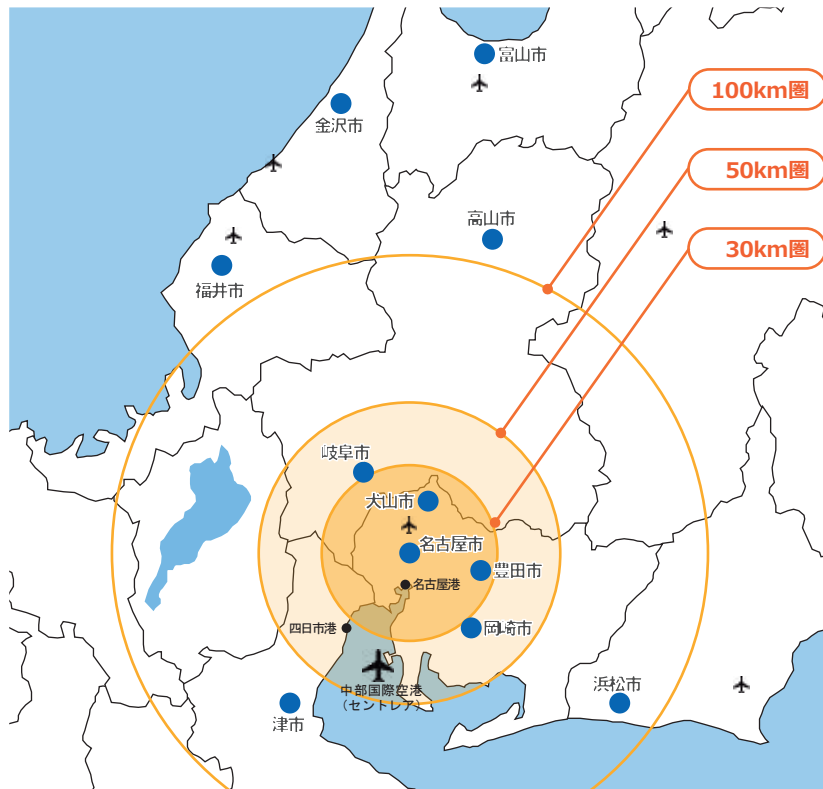 富山市
100km圏
金沢市
50km圏
高山市
30km圏
福井市
岐阜市
犬山市
名古屋市
豊田市
名古屋港
四日市港
岡崎市
中部国際空港
（セントレア）
浜松市
津市